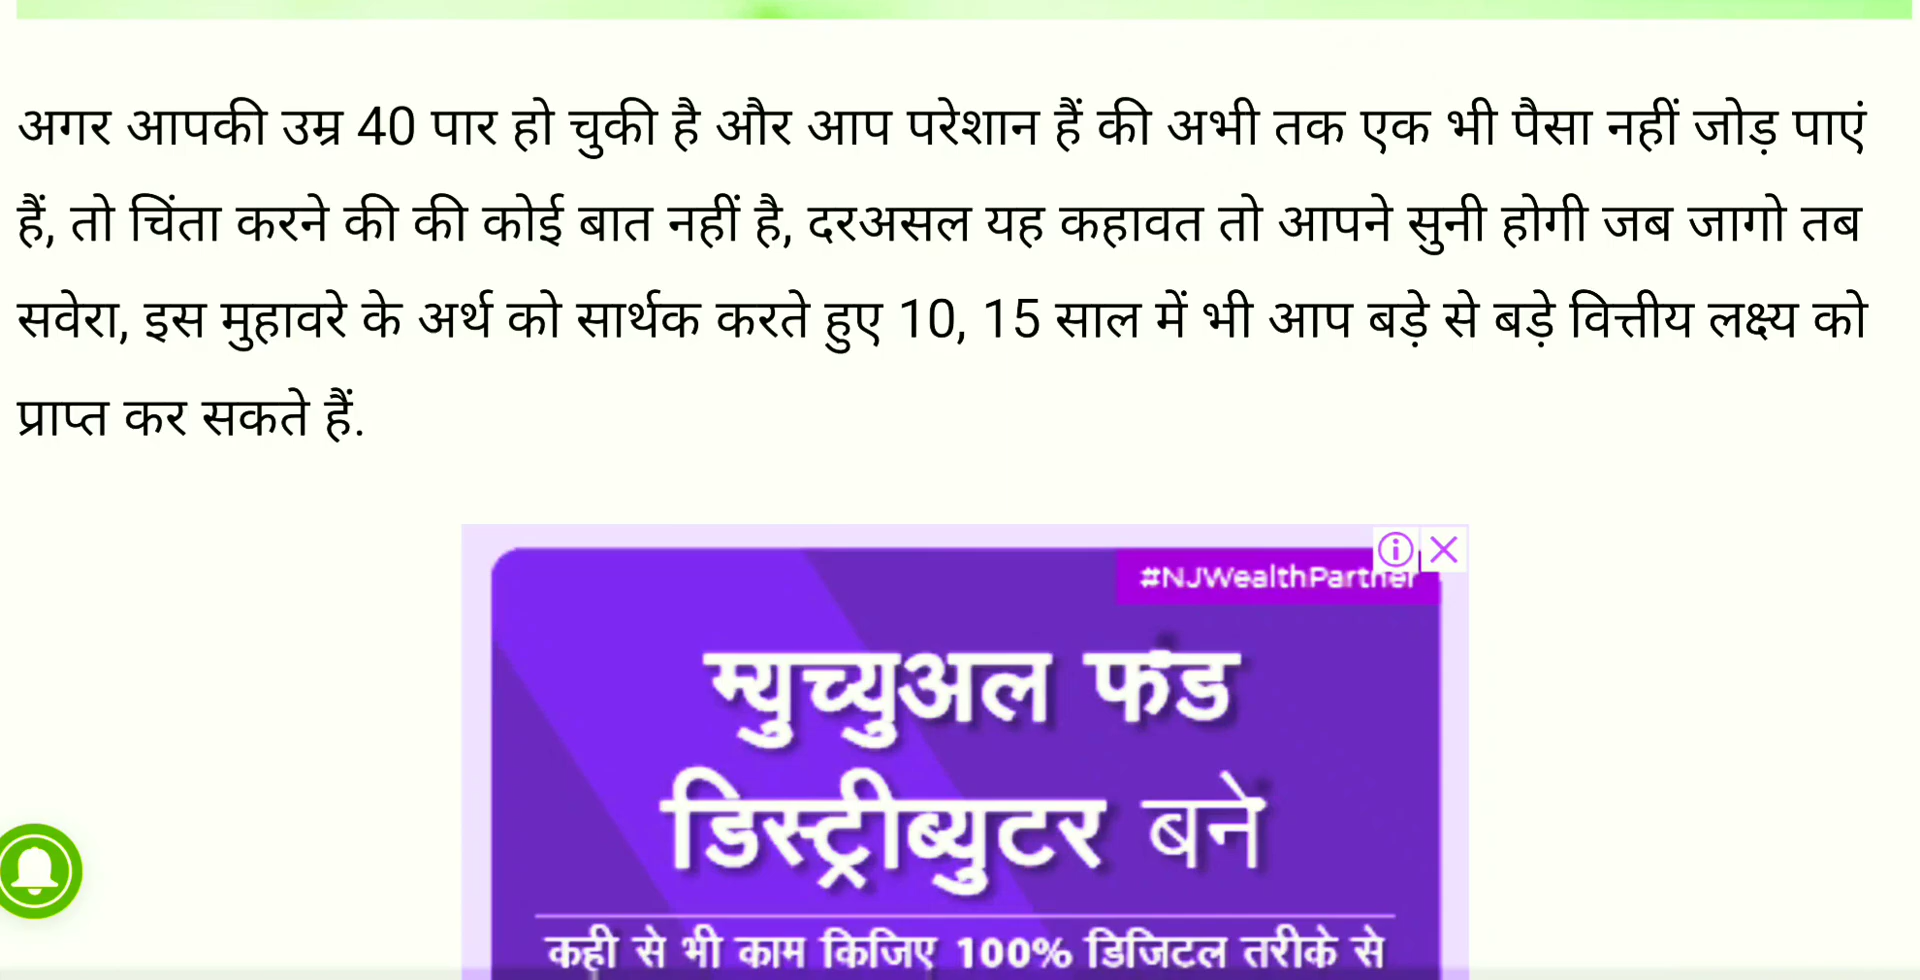 अगर आपकी उम्र 40 पार हो चुकी है और आप परेशान हैं की अभी तक एक भी पैसा नहीं जोड़ पाएं
हैं, तो चिंता करने की की कोई बात नहीं है, दरअसल यह कहावत तो आपने सुनी होगी जब जागो तब
सवेरा, इस मुहावरे के अर्थ को सार्थक करते हुए 10, 15 साल में भी आप बड़े से बड़े वित्तीय लक्ष्य को
प्राप्त कर सकते हैं.
#NJWealthPartner
म्युच्युअल फंड
डिस्ट्रीब्युटर बने
कही से भी काम किजिए 100% डिजिटल तरीके से